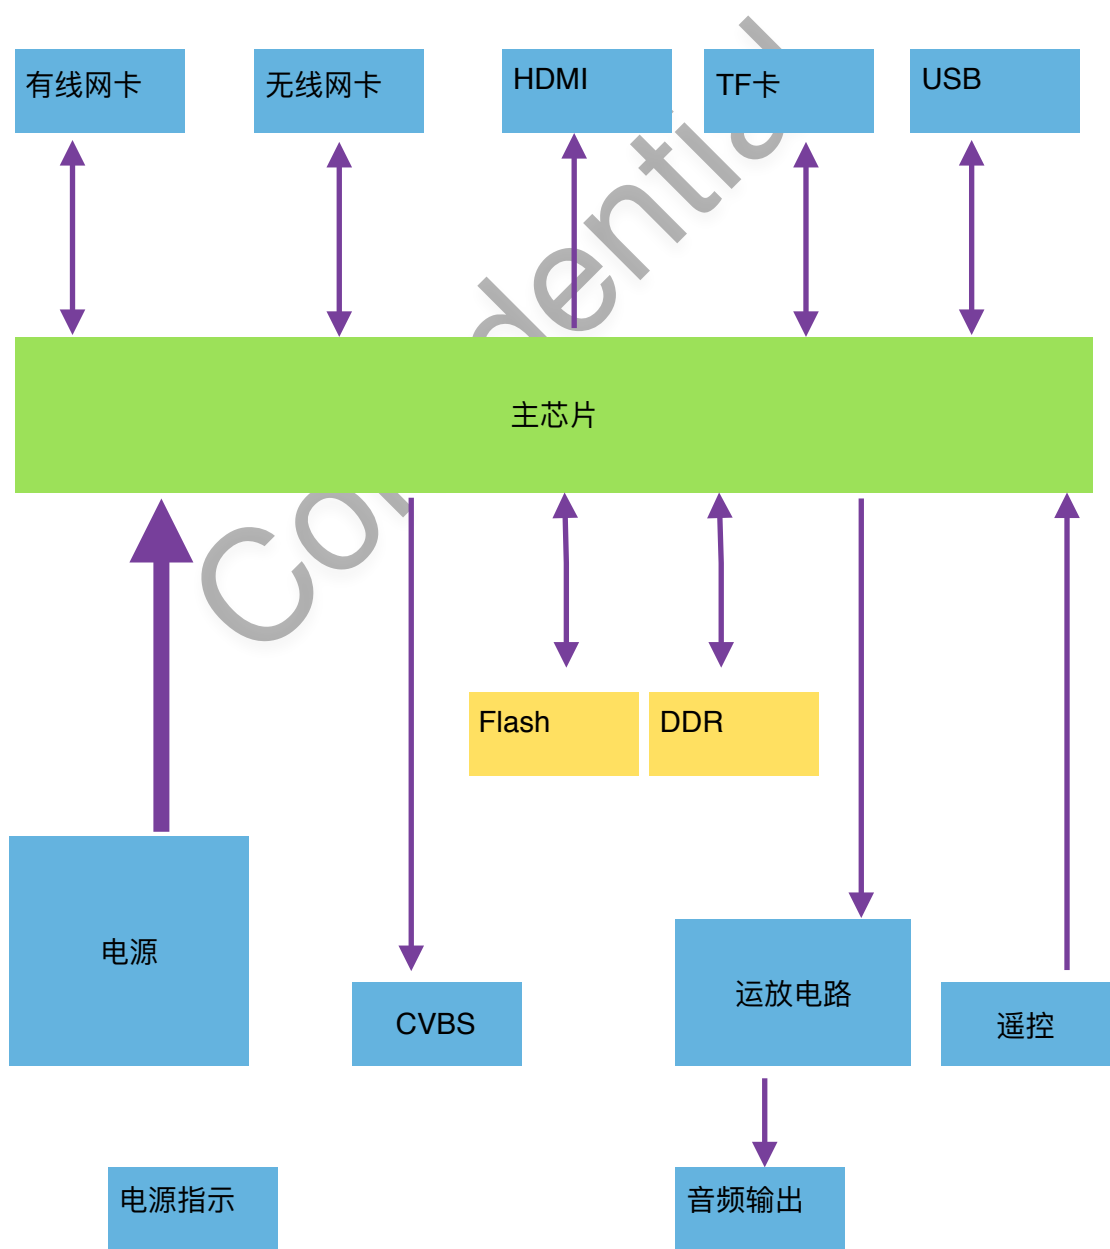 有线网卡
无线网卡
HDMI
TF卡
USB
主芯片
Flash
DDR
电源
CVBS
运放电路
遥控
电源指示
音频输出
Confidential